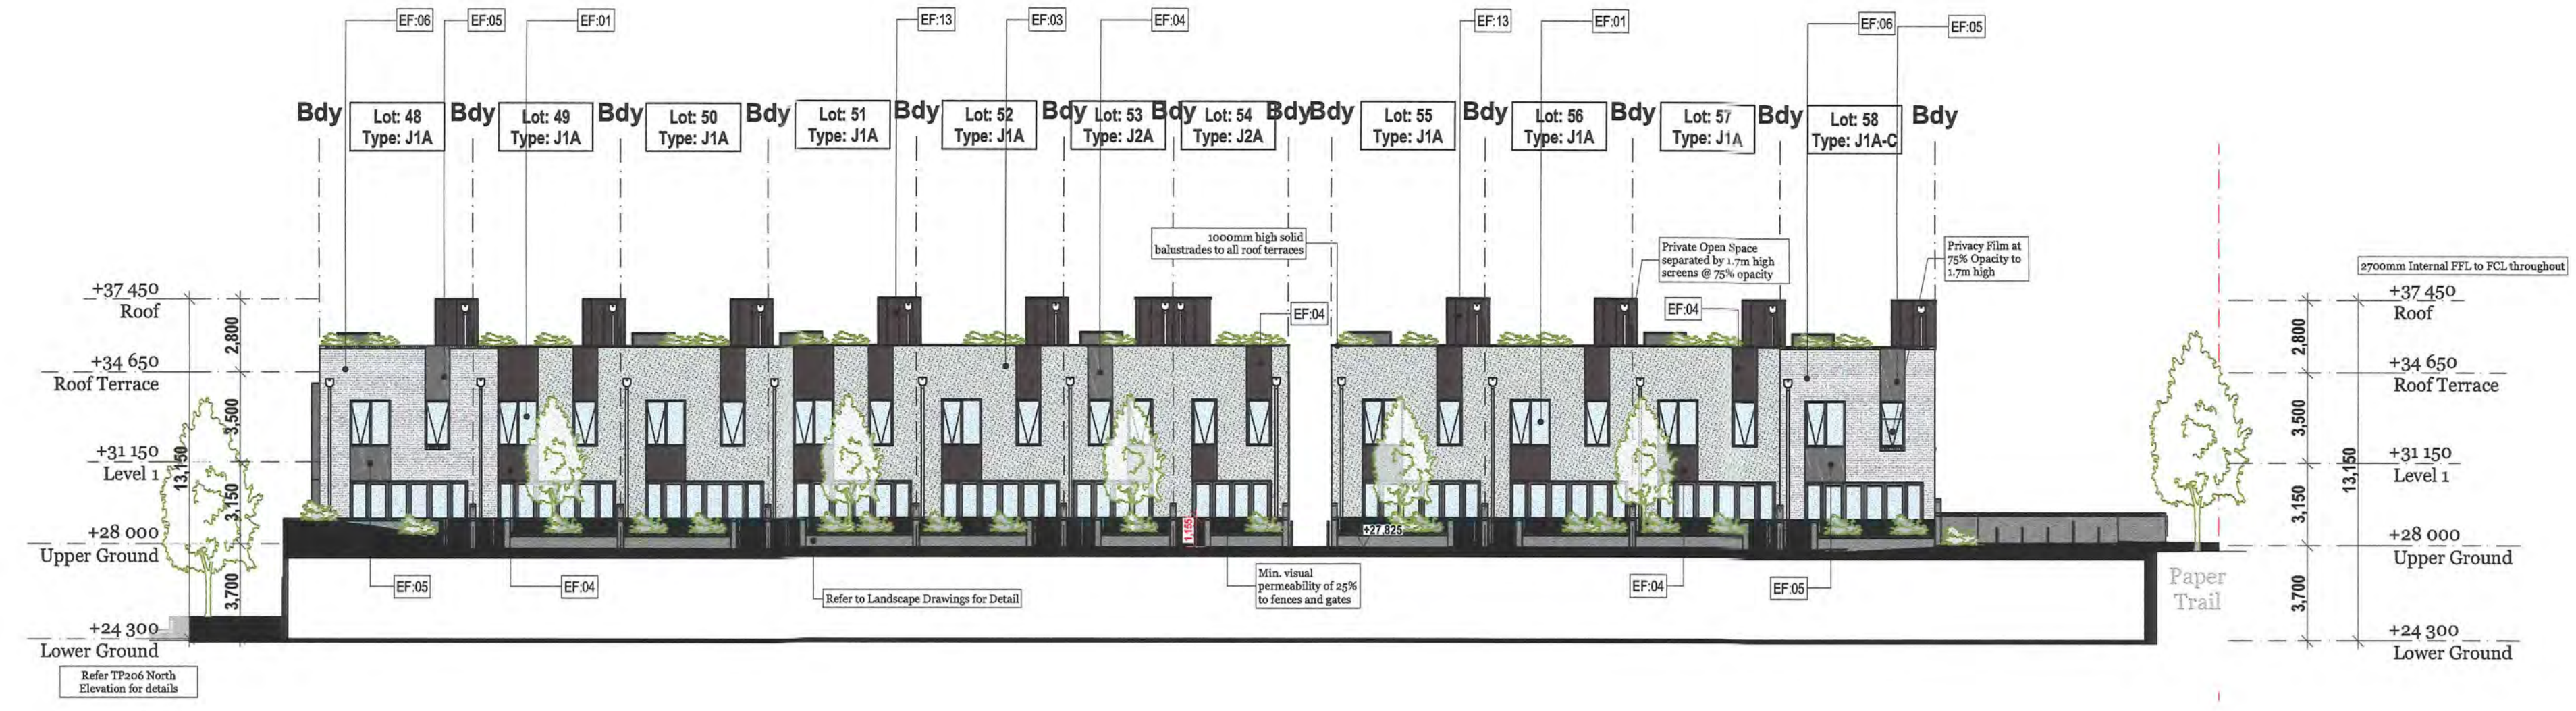 EF:06
EF:05
EF:01
EF:13
EF:03
EF:04
EF:13
EF:01
EF:06
EF:05
Bdy
Lot: 48
Type: J1A
Bdy
Lot: 49
Type: J1A
Bdy
Lot: 50
Type: J1A
Bdy
Lot: 51
Type: J1A
Bdy
Lot: 52
Type: J1A
Bdy
Lot: 53
Type: J2A
Bdy
Lot: 54
Type: J2A
Bdy
Bdy
Lot: 55
Type: J1A
Bdy
Lot: 56
Type: J1A
Bdy
Lot: 57
Type: J1A
Bdy
Lot: 58
Type: J1A-C
Bdy
1000mm high solid
balustrades to all roof terraces
Private Open Space
separated by 1.7m high
screens @ 75% opacity
Privacy Film at
75% Opacity to
1.7m high
2700mm Internal FFL to FCL throughout
EF:04
EF:04
+37 450
Roof
+34 650
Roof Terrace
+31 150
Level 1
+28 000
Upper Ground
+24 300
Lower Ground
2,800
3,500
3,150
3,700
13,150
1,155
+27,825
+37 450
Roof
+34 650
Roof Terrace
+31 150
Level 1
+28 000
Upper Ground
+24 300
Lower Ground
2,800
3,500
3,150
3,700
13,150
EF:05
EF:04
Refer to Landscape Drawings for Detail
Min. visual
permeability of 25%
to fences and gates
EF:04
EF:05
Paper
Trail
Refer TP206 North
Elevation for details